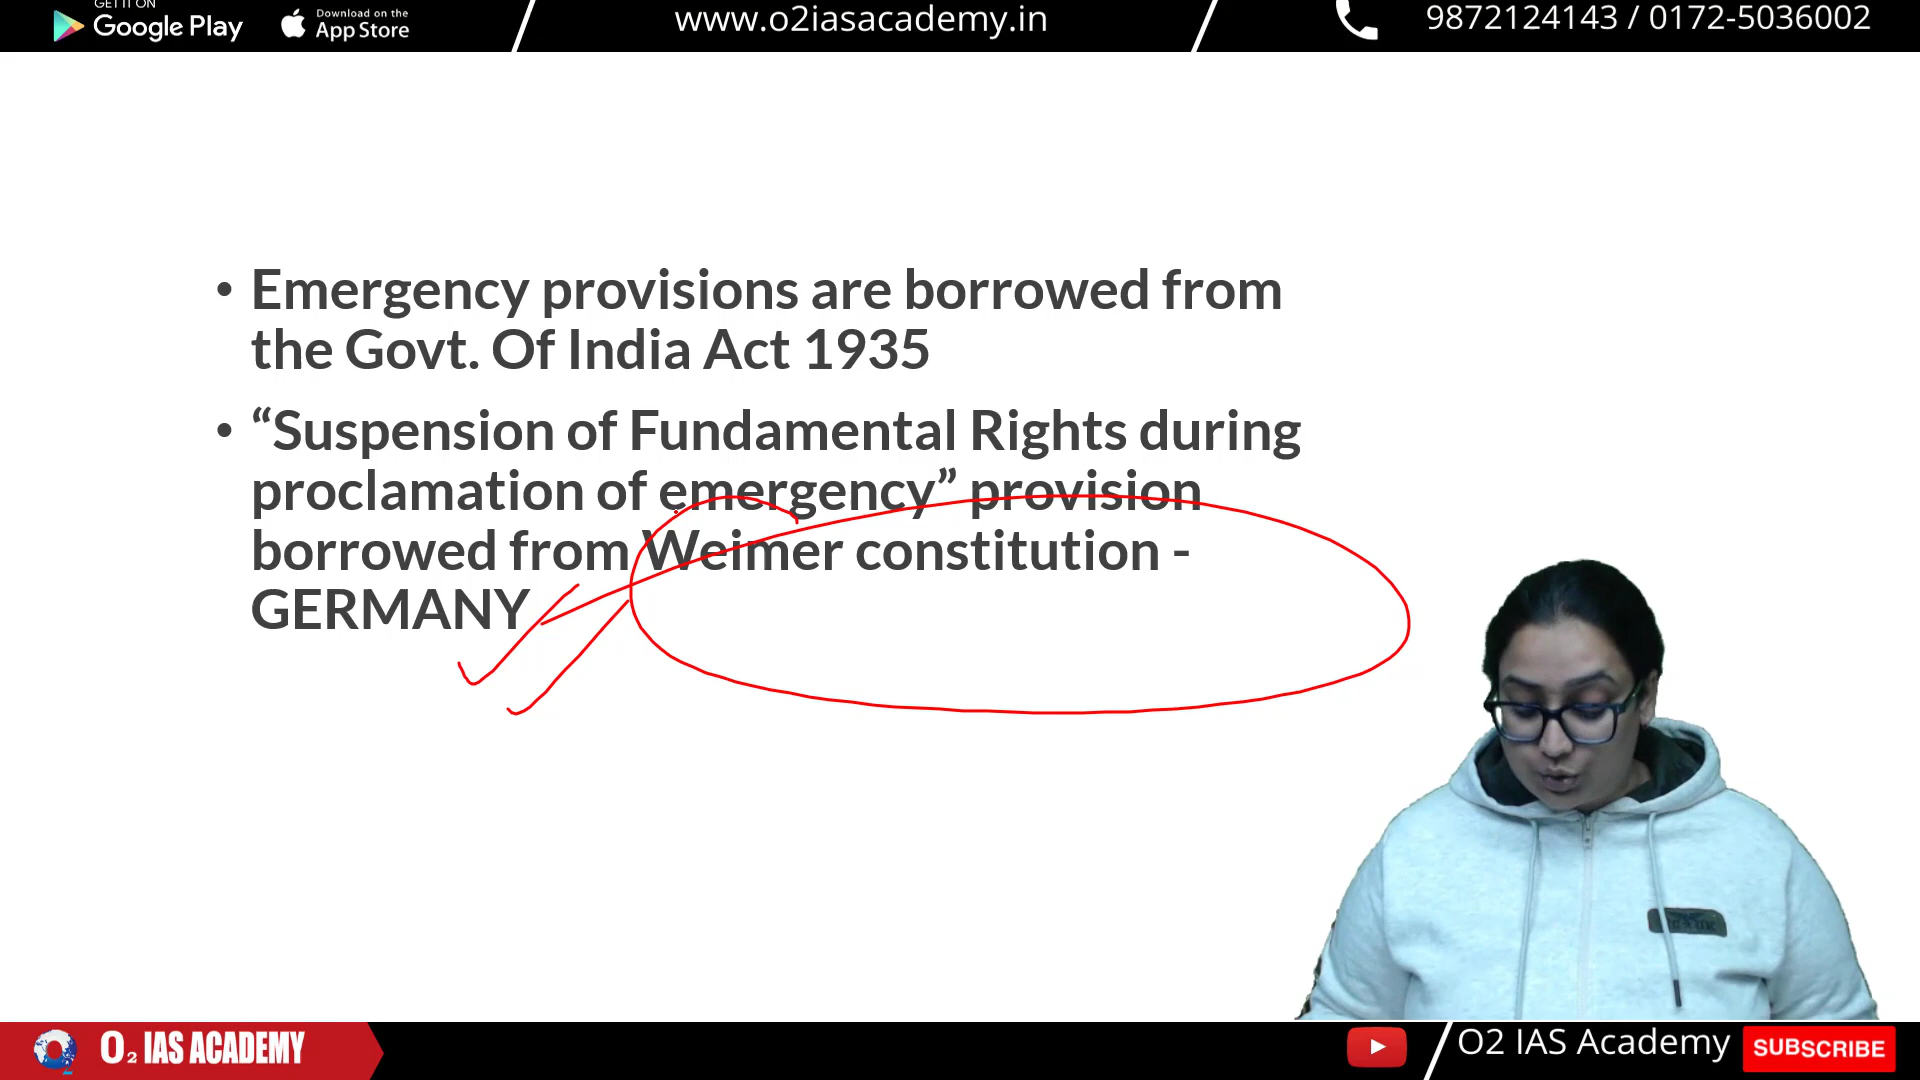 GET IT ON
Google Play
Download on the
App Store
www.o2iasacademy.in
9872124143 / 0172-5036002
• Emergency provisions are borrowed from
the Govt. Of India Act 1935
• “Suspension of Fundamental Rights during
proclamation of emergency” provision
borrowed from Weimer constitution -
GERMANY
O2 IAS ACADEMY
O2 IAS Academy
SUBSCRIBE